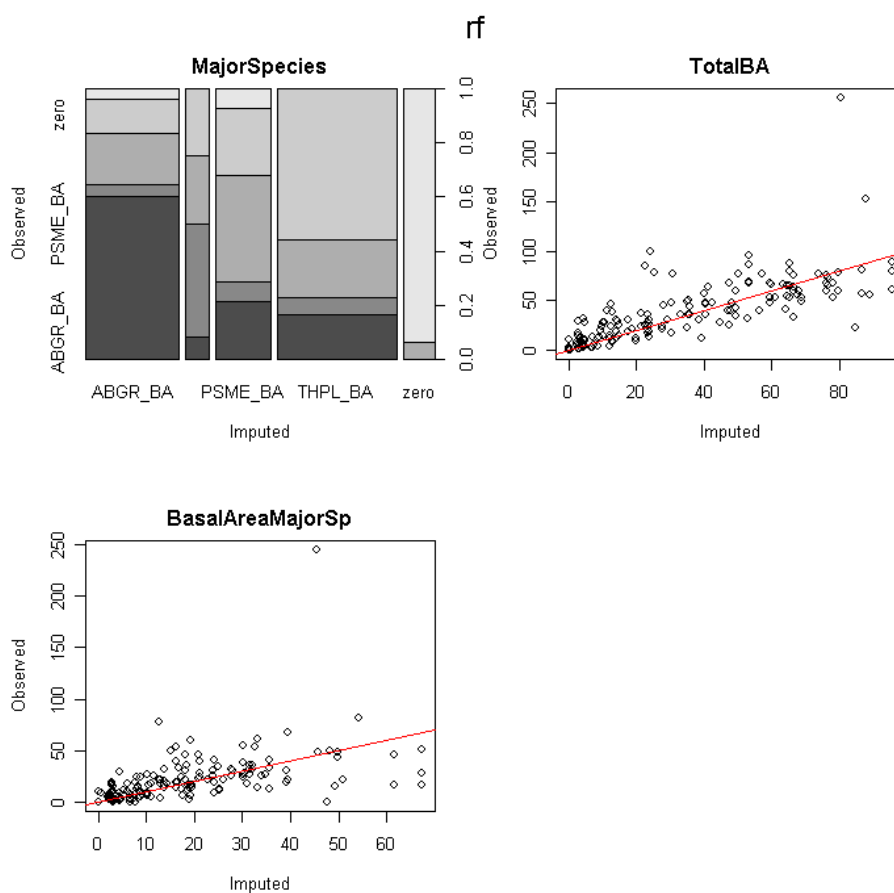 rf
MajorSpecies
Observed
ABGR_BA PSME_BA zero
0.0 0.2 0.4 0.6 0.8 1.0
ABGR_BA PSME_BA THPL_BA zero
Imputed
TotalBA
Observed
0 50 100 150 200 250
0 20 40 60 80
Imputed
BasalAreaMajorSp
Observed
0 50 100 150 200 250
0 10 20 30 40 50 60
Imputed